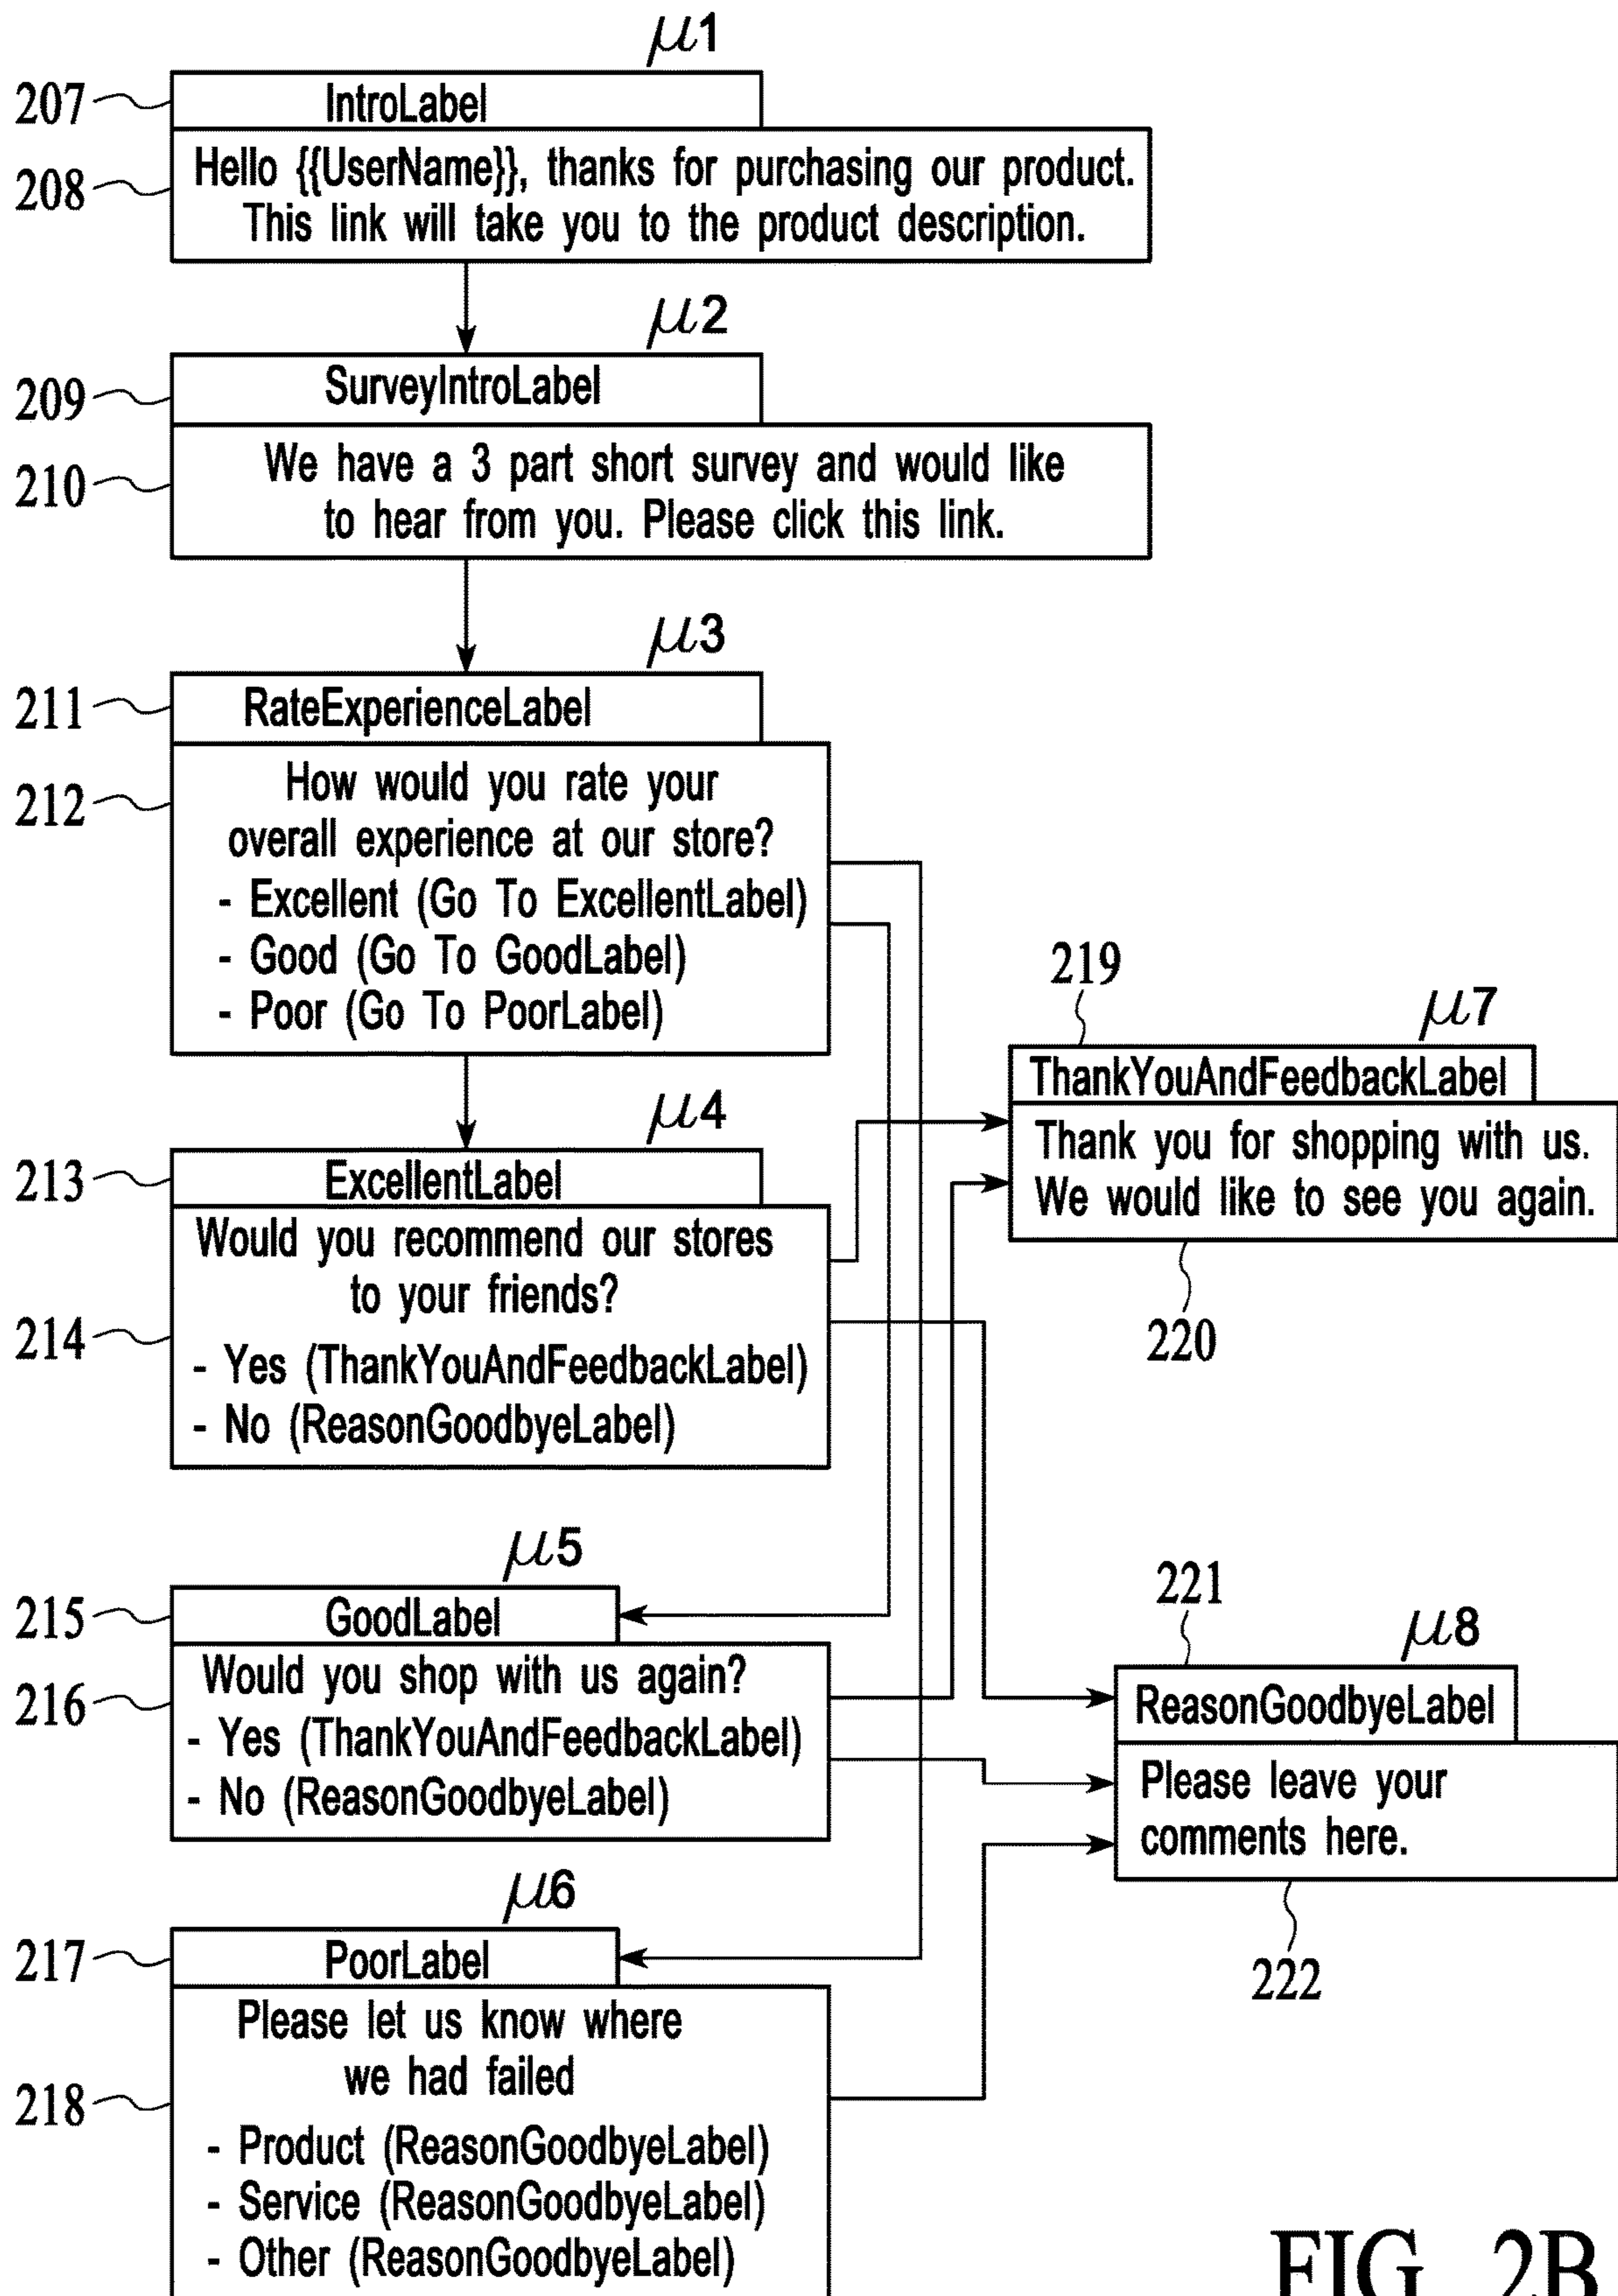 μ1
207
IntroLabel
208
Hello {{UserName}}, thanks for purchasing our product.
This link will take you to the product description.
μ2
209
SurveyIntroLabel
210
We have a 3 part short survey and would like
to hear from you. Please click this link.
μ3
211
RateExperienceLabel
212
How would you rate your
overall experience at our store?
- Excellent (Go To ExcellentLabel)
- Good (Go To GoodLabel)
- Poor (Go To PoorLabel)
μ4
213
ExcellentLabel
214
Would you recommend our stores
to your friends?
- Yes (ThankYouAndFeedbackLabel)
- No (ReasonGoodbyeLabel)
μ5
215
GoodLabel
216
Would you shop with us again?
- Yes (ThankYouAndFeedbackLabel)
- No (ReasonGoodbyeLabel)
μ6
217
PoorLabel
218
Please let us know where
we had failed
- Product (ReasonGoodbyeLabel)
- Service (ReasonGoodbyeLabel)
- Other (ReasonGoodbyeLabel)
219
μ7
ThankYouAndFeedbackLabel
Thank you for shopping with us.
We would like to see you again.
220
221
μ8
ReasonGoodbyeLabel
Please leave your
comments here.
222
FIG. 2B